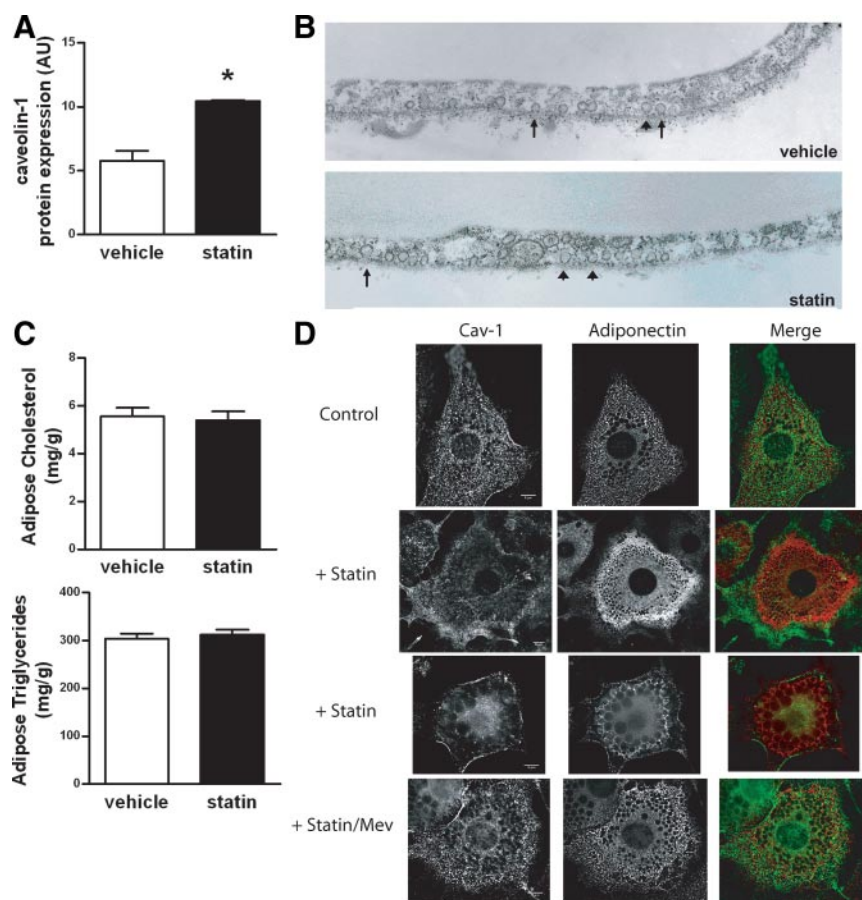 A
caveolin-1
protein expression (AU)
15
10
5
0
*
vehicle
statin
B
vehicle
statin
C
Adipose Cholesterol
(mg/g)
8
6
4
2
0
vehicle
statin
Adipose Triglycerides
(mg/g)
400
300
200
100
0
vehicle
statin
D
Cav-1
Adiponectin
Merge
Control
+ Statin
+ Statin
+ Statin/Mev